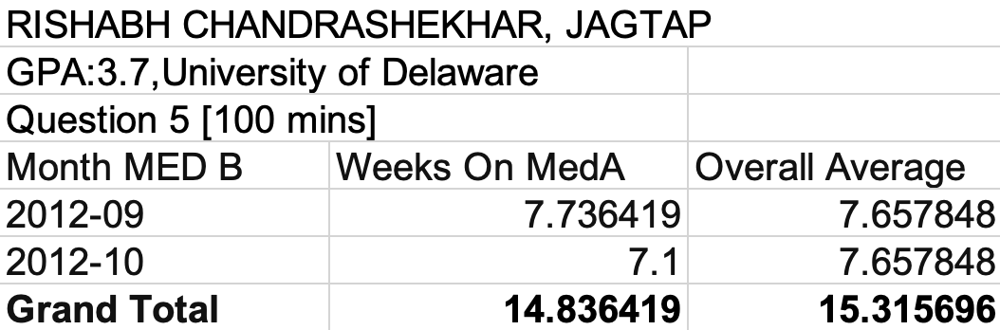 RISHABH CHANDRASHEKHAR, JAGTAP
GPA:3.7,University of Delaware
Question 5 [100 mins]
Month MED B Weeks On MedA Overall Average
2012-09 7.736419 7.657848
2012-10 7.1 7.657848
Grand Total 14.836419 15.315696